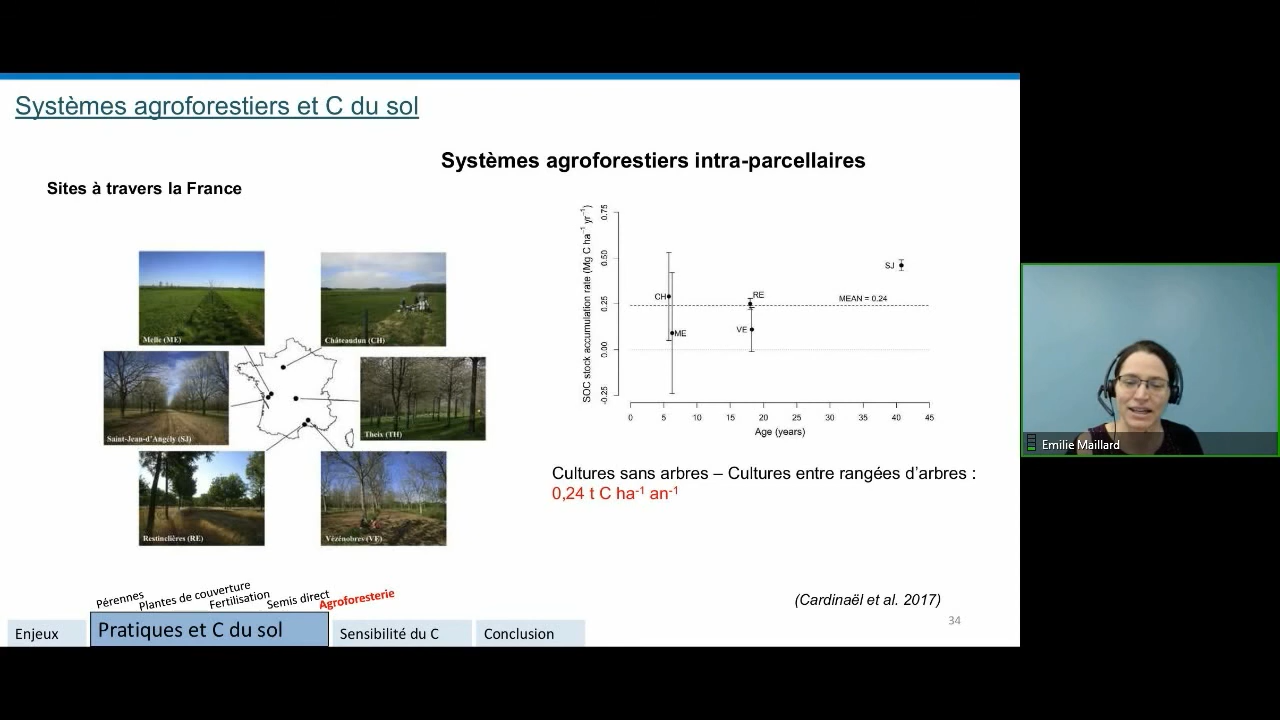 Systèmes agroforestiers et C du sol
Systèmes agroforestiers intra-parcellaires
Sites à travers la France
Melle (ME)
Châteaudun (CH)
Saint-Jean-d'Angély (SJ)
Theix (TH)
Restinclières (RE)
Vézénobres (VE)
SOC stock accumulation rate (Mg C ha⁻¹ yr⁻¹)
0.75
0.50
0.25
0.00
-0.25
CH
ME
RE
VE
SJ
MEAN = 0.24
0 5 10 15 20 25 30 35 40 45
Age (years)
Cultures sans arbres – Cultures entre rangées d'arbres :
0,24 t C ha⁻¹ an⁻¹
(Cardinaël et al. 2017)
34
Pérennes
Plantes de couverture
Fertilisation
Semis direct
Agroforesterie
Enjeux
Pratiques et C du sol
Sensibilité du C
Conclusion
Emilie Maillard